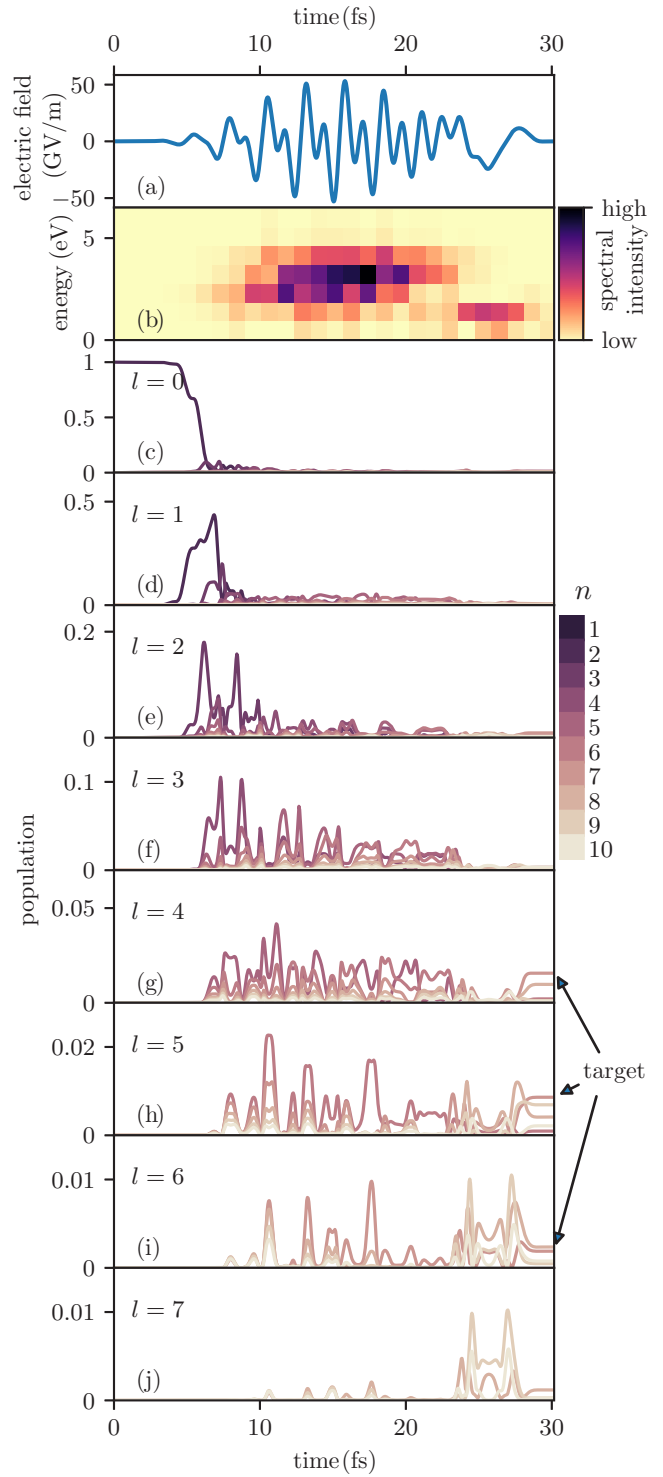 time (fs)
0 10 20 30
electric field
(GV/m)
50
0
−50
(a)
energy (eV)
5
0
(b)
high
low
spectral
intensity
1
0.5
0
l = 0
(c)
0.5
0
l = 1
(d)
0.2
0
l = 2
(e)
n
1
2
3
4
5
6
7
8
9
10
population
0.1
0
l = 3
(f)
0.05
0
l = 4
(g)
target
0.02
0
l = 5
(h)
0.01
0
l = 6
(i)
0.01
0
l = 7
(j)
0 10 20 30
time (fs)